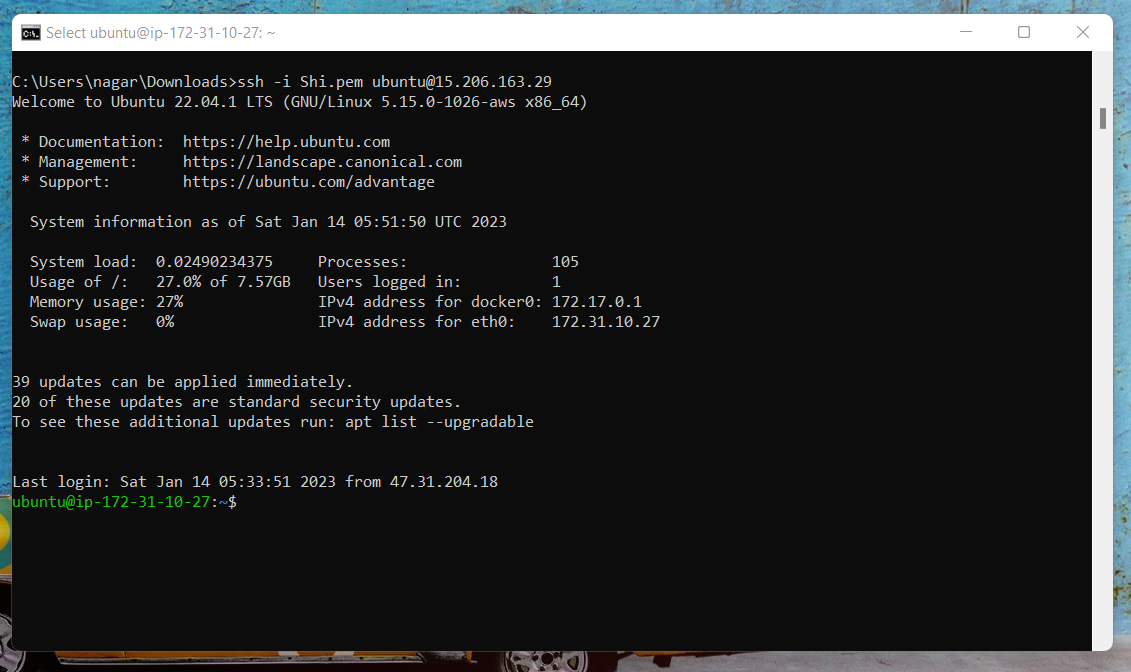 Select ubuntu@ip-172-31-10-27: ~
C:\Users\nagar\Downloads>ssh -i Shi.pem ubuntu@15.206.163.29
Welcome to Ubuntu 22.04.1 LTS (GNU/Linux 5.15.0-1026-aws x86_64)
* Documentation:  https://help.ubuntu.com
* Management:     https://landscape.canonical.com
* Support:        https://ubuntu.com/advantage
System information as of Sat Jan 14 05:51:50 UTC 2023
System load:  0.02490234375     Processes:                105
Usage of /:   27.0% of 7.57GB   Users logged in:          1
Memory usage: 27%               IPv4 address for docker0: 172.17.0.1
Swap usage:   0%                IPv4 address for eth0:    172.31.10.27
39 updates can be applied immediately.
20 of these updates are standard security updates.
To see these additional updates run: apt list --upgradable
Last login: Sat Jan 14 05:33:51 2023 from 47.31.204.18
ubuntu@ip-172-31-10-27:~$